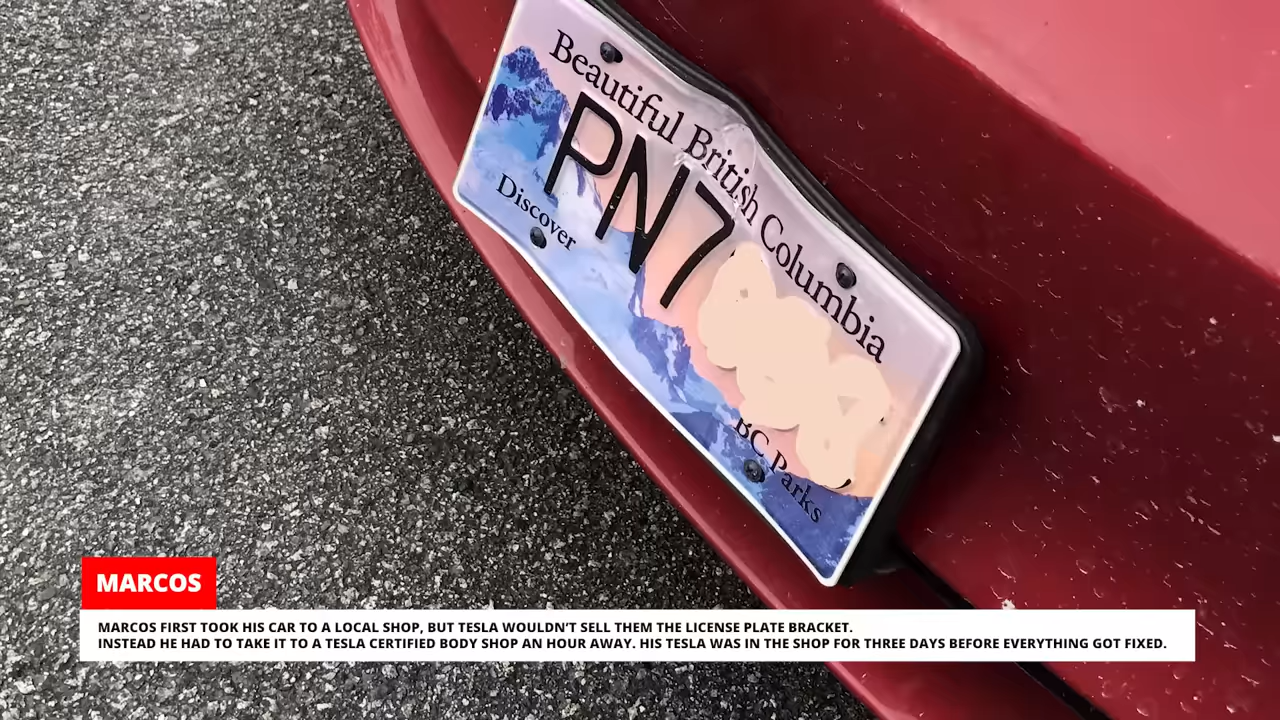 Beautiful British Columbia
PN7
Discover
BC Parks
MARCOS
MARCOS FIRST TOOK HIS CAR TO A LOCAL SHOP, BUT TESLA WOULDN'T SELL THEM THE LICENSE PLATE BRACKET.
INSTEAD HE HAD TO TAKE IT TO A TESLA CERTIFIED BODY SHOP AN HOUR AWAY. HIS TESLA WAS IN THE SHOP FOR THREE DAYS BEFORE EVERYTHING GOT FIXED.